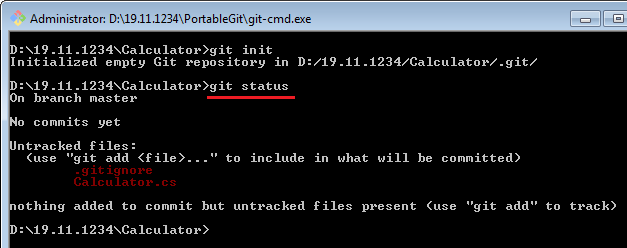 Administrator: D:\19.11.1234\PortableGit\git-cmd.exe
D:\19.11.1234\Calculator>git init
Initialized empty Git repository in D:/19.11.1234/Calculator/.git/
D:\19.11.1234\Calculator>git status
On branch master
No commits yet
Untracked files:
(use "git add <file>..." to include in what will be committed)
.gitignore
Calculator.cs
nothing added to commit but untracked files present (use "git add" to track)
D:\19.11.1234\Calculator>